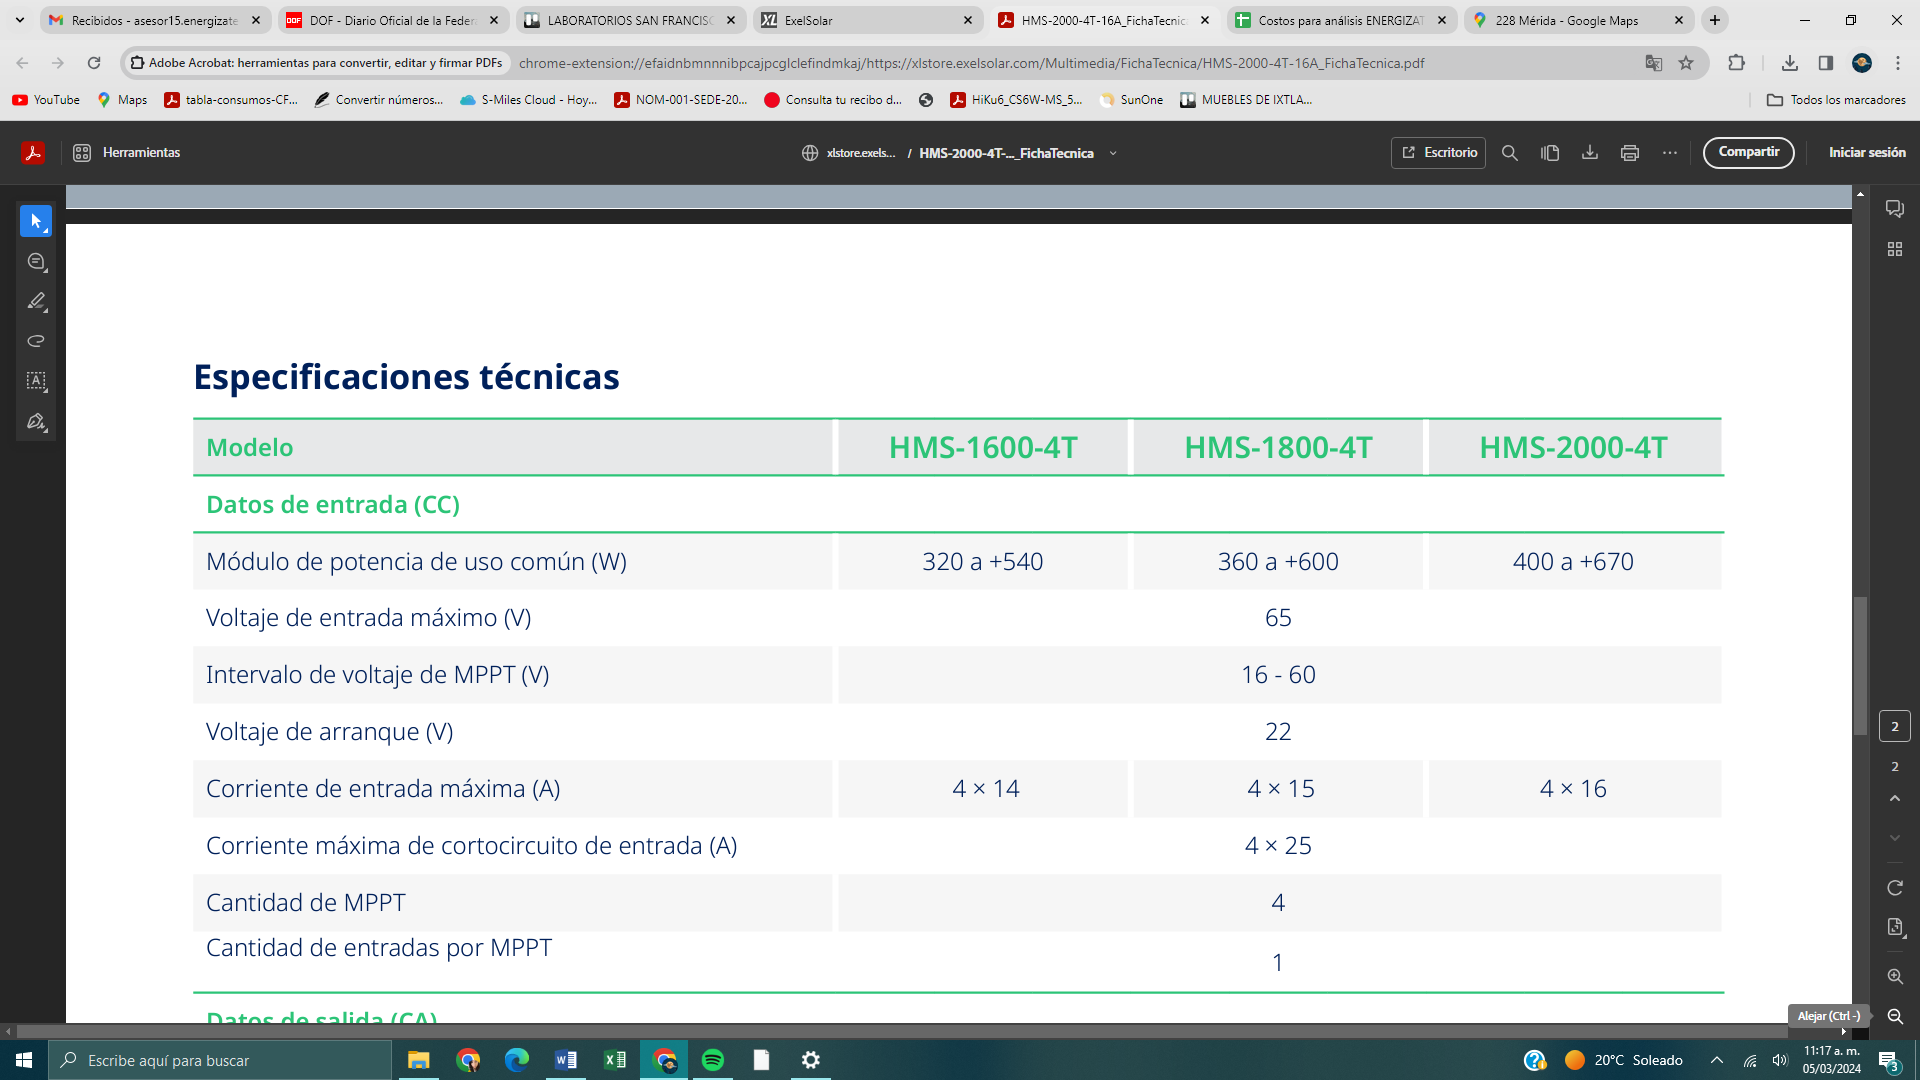 Recibidos - asesor15.energizate
DOF - Diario Oficial de la Feder
LABORATORIOS SAN FRANCISC
ExelSolar
HMS-2000-4T-16A_FichaTecnic
Costos para análisis ENERGIZAT
228 Mérida - Google Maps
Adobe Acrobat: herramientas para convertir, editar y firmar PDFs
chrome-extension://efaidnbmnnnibpcajpcglclefindmkaj/https://xlstore.exelsolar.com/Multimedia/FichaTecnica/HMS-2000-4T-16A_FichaTecnica.pdf
YouTube
Maps
tabla-consumos-CF...
Convertir números...
S-Miles Cloud - Hoy...
NOM-001-SEDE-20...
Consulta tu recibo d...
HiKu6_CS6W-MS_5...
SunOne
MUEBLES DE IXTLA...
Todos los marcadores
Herramientas
xlstore.exels... / HMS-2000-4T-..._FichaTecnica
Escritorio
Compartir
Iniciar sesión
Especificaciones técnicas
Modelo HMS-1600-4T HMS-1800-4T HMS-2000-4T
Datos de entrada (CC)
Módulo de potencia de uso común (W) 320 a +540 360 a +600 400 a +670
Voltaje de entrada máximo (V) 65
Intervalo de voltaje de MPPT (V) 16 - 60
Voltaje de arranque (V) 22
Corriente de entrada máxima (A) 4 × 14 4 × 15 4 × 16
Corriente máxima de cortocircuito de entrada (A) 4 × 25
Cantidad de MPPT 4
Cantidad de entradas por MPPT 1
Datos de salida (CA)
2
2
Alejar (Ctrl -)
Escribe aquí para buscar
20°C Soleado
11:17 a. m.
05/03/2024
3